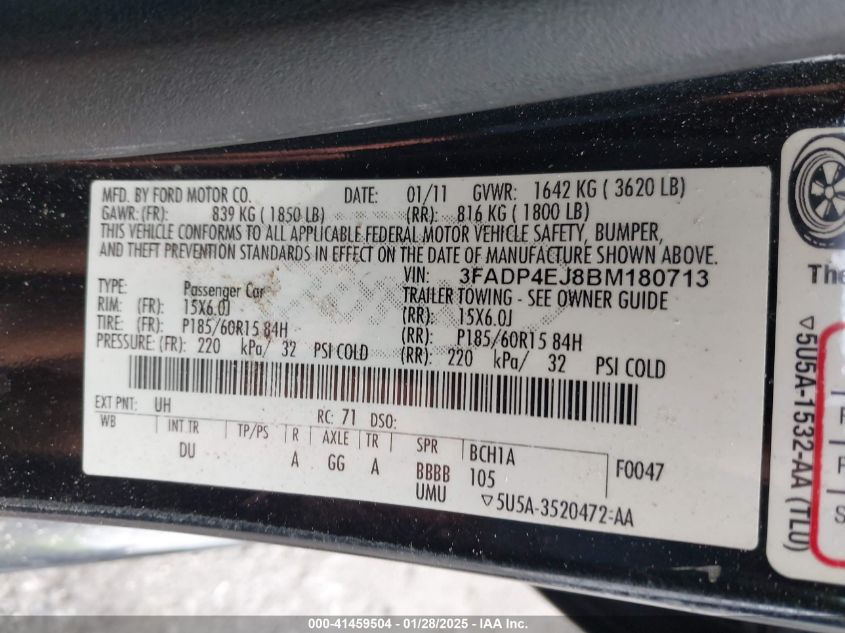 MFD. BY FORD MOTOR CO. DATE: 01/11 GVWR: 1642 KG ( 3620 LB)
GAWR: (FR): 839 KG ( 1850 LB) (RR): 816 KG ( 1800 LB)
THIS VEHICLE CONFORMS TO ALL APPLICABLE FEDERAL MOTOR VEHICLE SAFETY, BUMPER,
AND THEFT PREVENTION STANDARDS IN EFFECT ON THE DATE OF MANUFACTURE SHOWN ABOVE.
VIN: 3FADP4EJ8BM180713
TYPE: Passenger Car TRAILER TOWING - SEE OWNER GUIDE
RIM: (FR): 15X6.0J (RR): 15X6.0J
TIRE: (FR): P185/60R15 84H (RR): P185/60R15 84H
PRESSURE: (FR): 220 kPa/ 32 PSI COLD (RR): 220 kPa/ 32 PSI COLD
EXT PNT: UH RC: 71 DSO:
WB INT TR TP/PS R AXLE TR SPR BCH1A F0047
DU A GG A BBBB 105
UMU ▽5U5A-3520472-AA
The
▽5U5A-1532-AA (TLU)
F
F
S
000-41459504 - 01/28/2025 - IAA Inc.